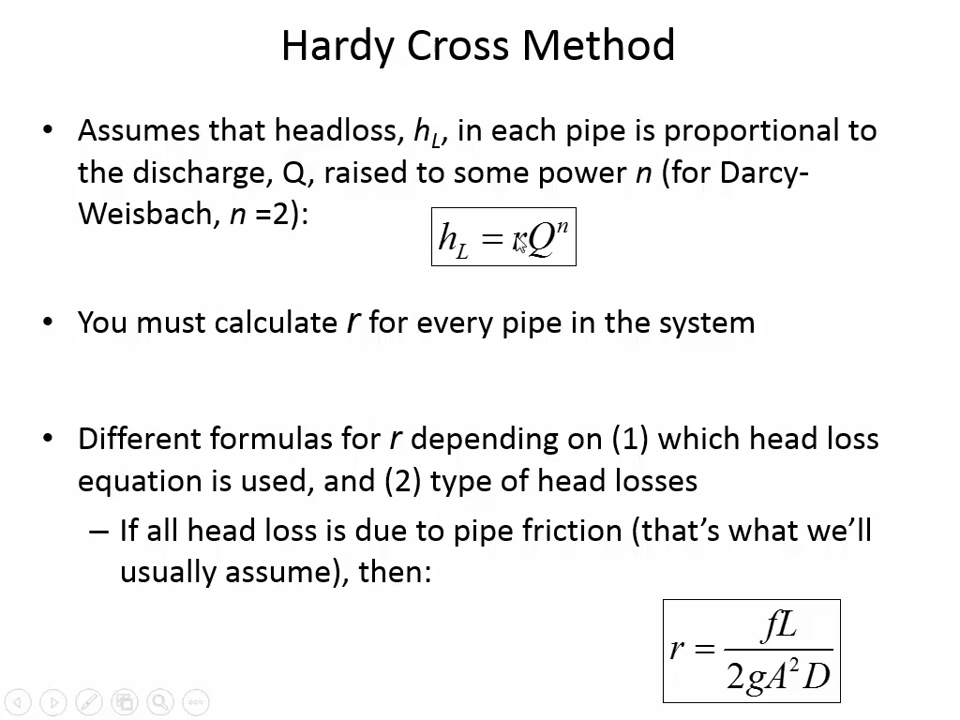 Hardy Cross Method
• Assumes that headloss, hL, in each pipe is proportional to
the discharge, Q, raised to some power n (for Darcy-
Weisbach, n =2):
hL = rQ^n
• You must calculate r for every pipe in the system
• Different formulas for r depending on (1) which head loss
equation is used, and (2) type of head losses
– If all head loss is due to pipe friction (that’s what we’ll
usually assume), then:
r = fL / 2gA²D